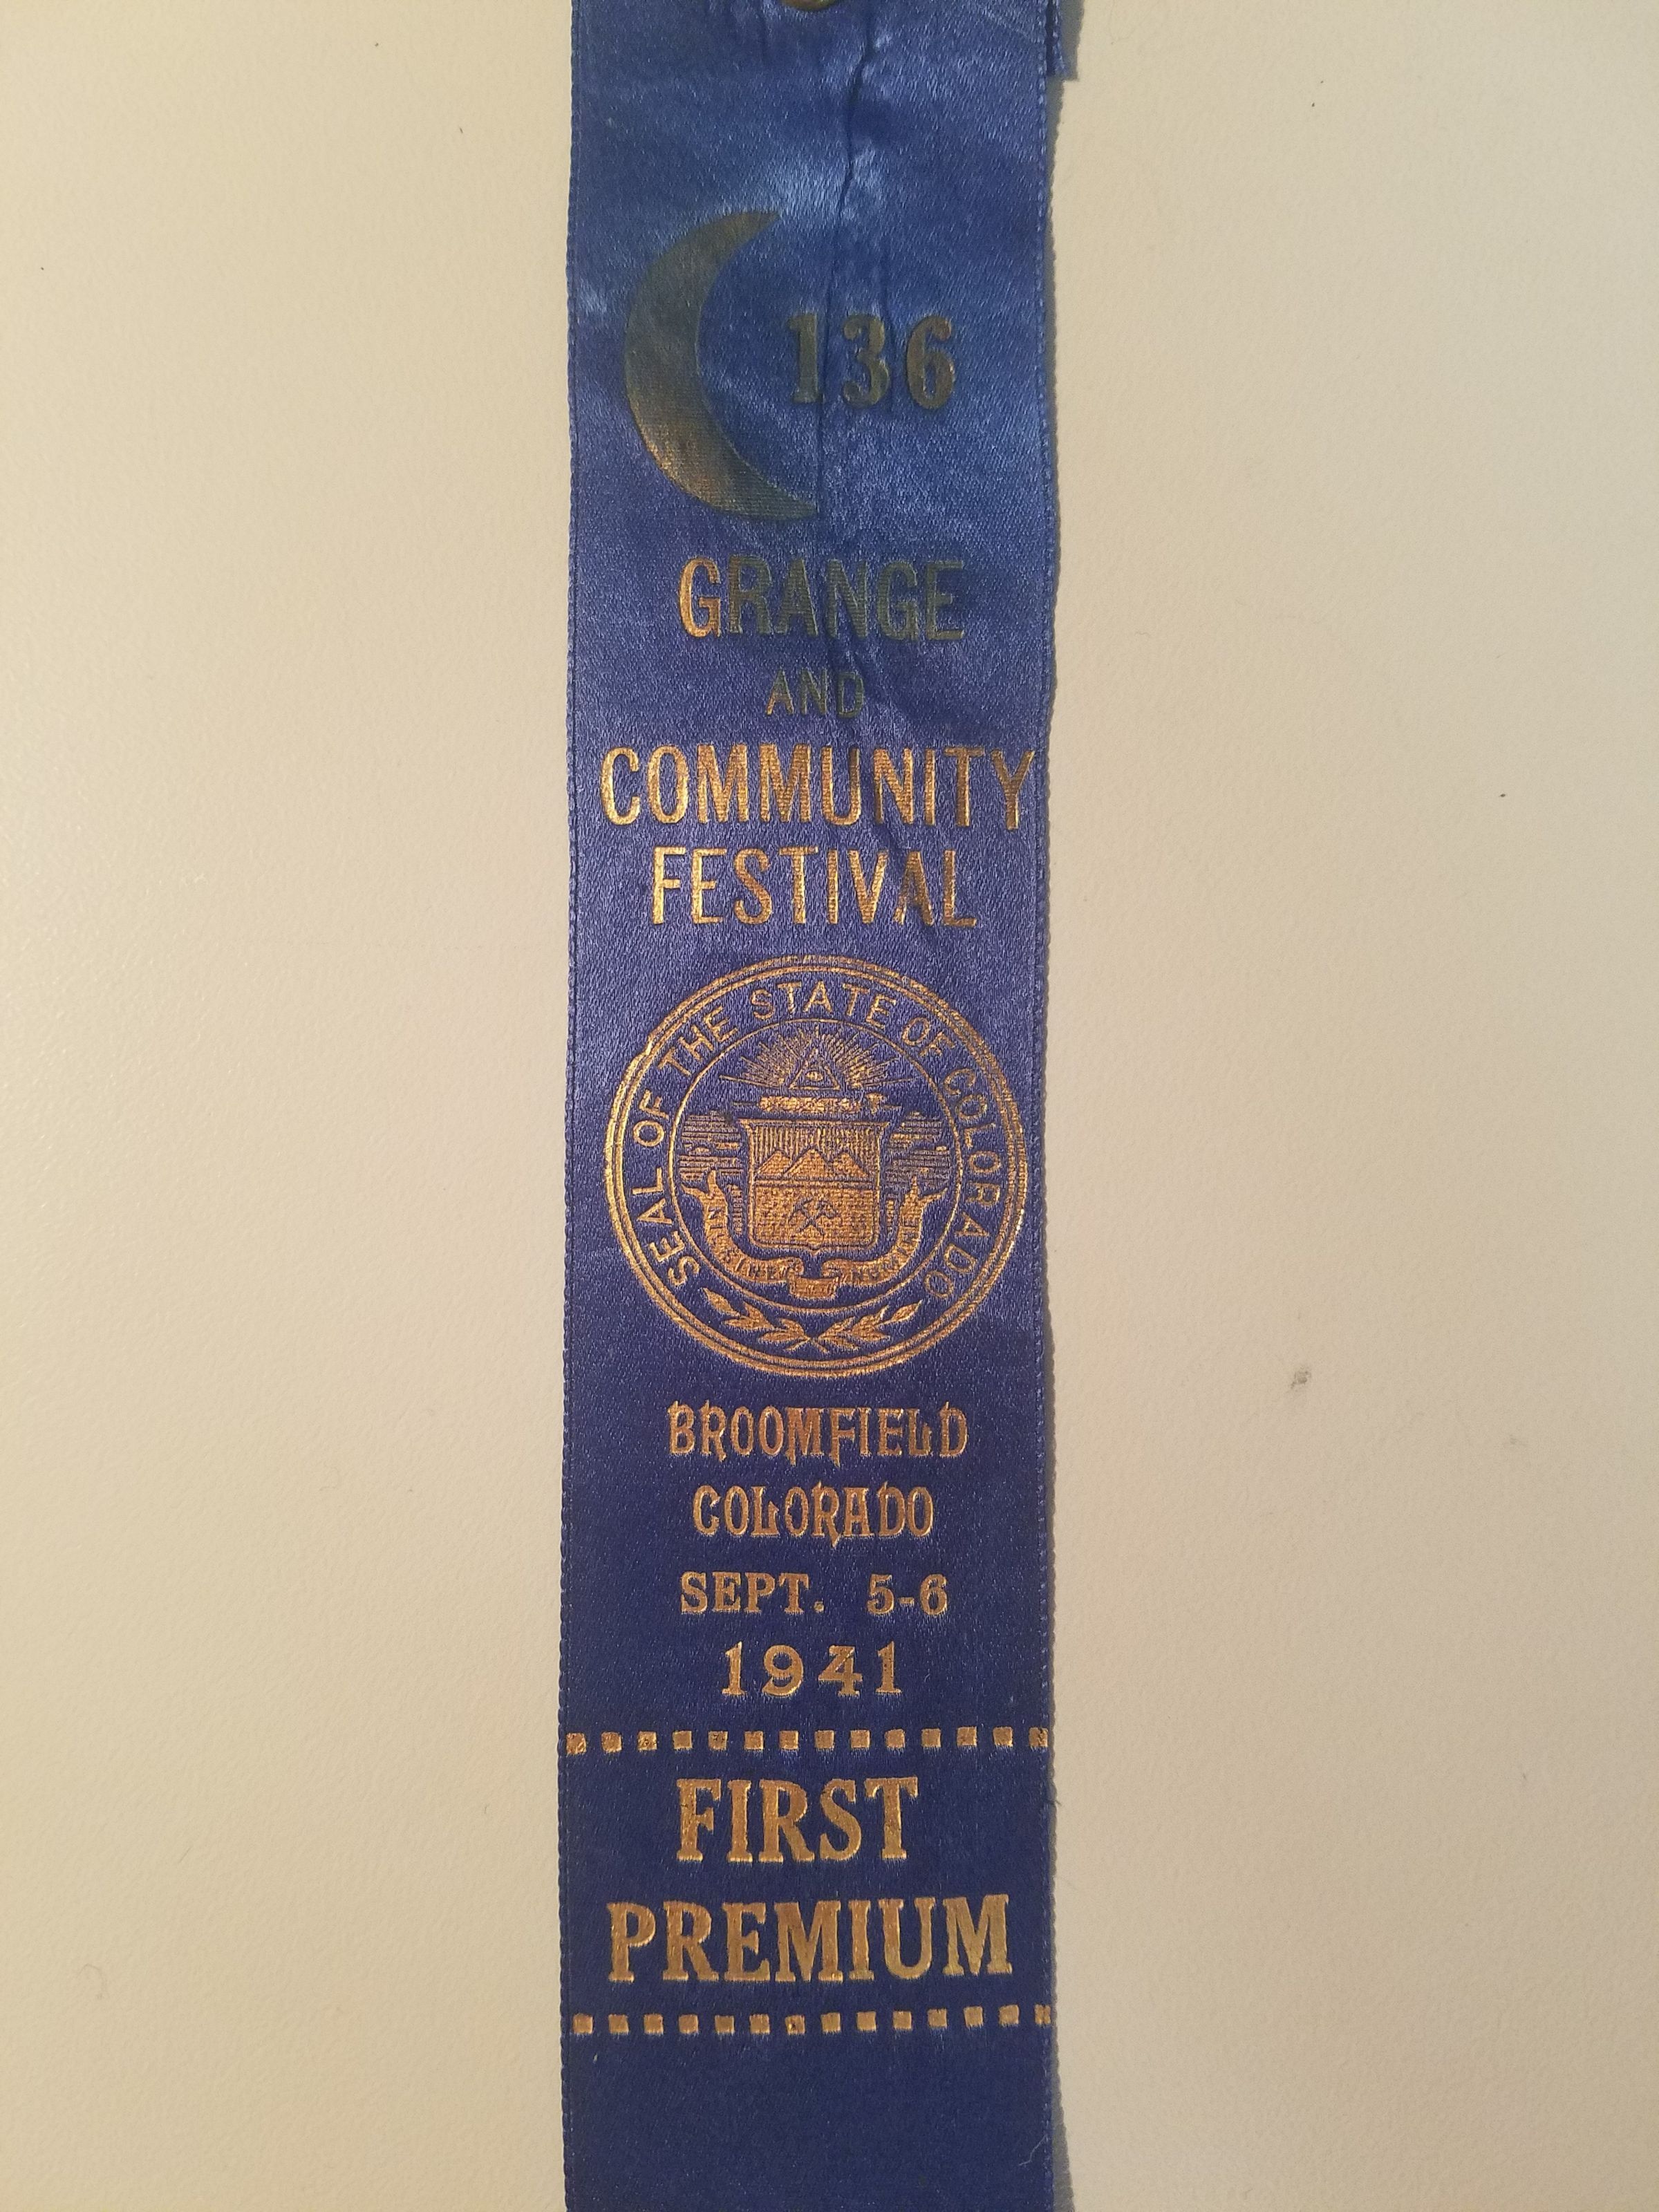 136
GRANGE
AND
COMMUNITY
FESTIVAL
SEAL OF THE STATE OF COLORADO
BROOMFIELD
COLORADO
SEPT. 5-6
1941
FIRST
PREMIUM